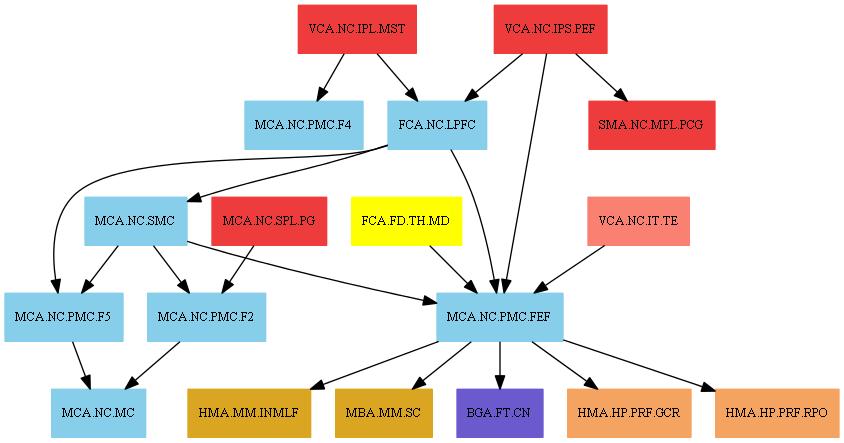 VCA.NC.IPL.MST
VCA.NC.IPS.PEF
MCA.NC.PMC.F4
FCA.NC.LPFC
SMA.NC.MPL.PCG
MCA.NC.SMC
MCA.NC.SPL.PG
FCA.FD.TH.MD
VCA.NC.IT.TE
MCA.NC.PMC.F5
MCA.NC.PMC.F2
MCA.NC.PMC.FEF
MCA.NC.MC
HMA.MM.INMLF
MBA.MM.SC
BGA.FT.CN
HMA.HP.PRF.GCR
HMA.HP.PRF.RPO